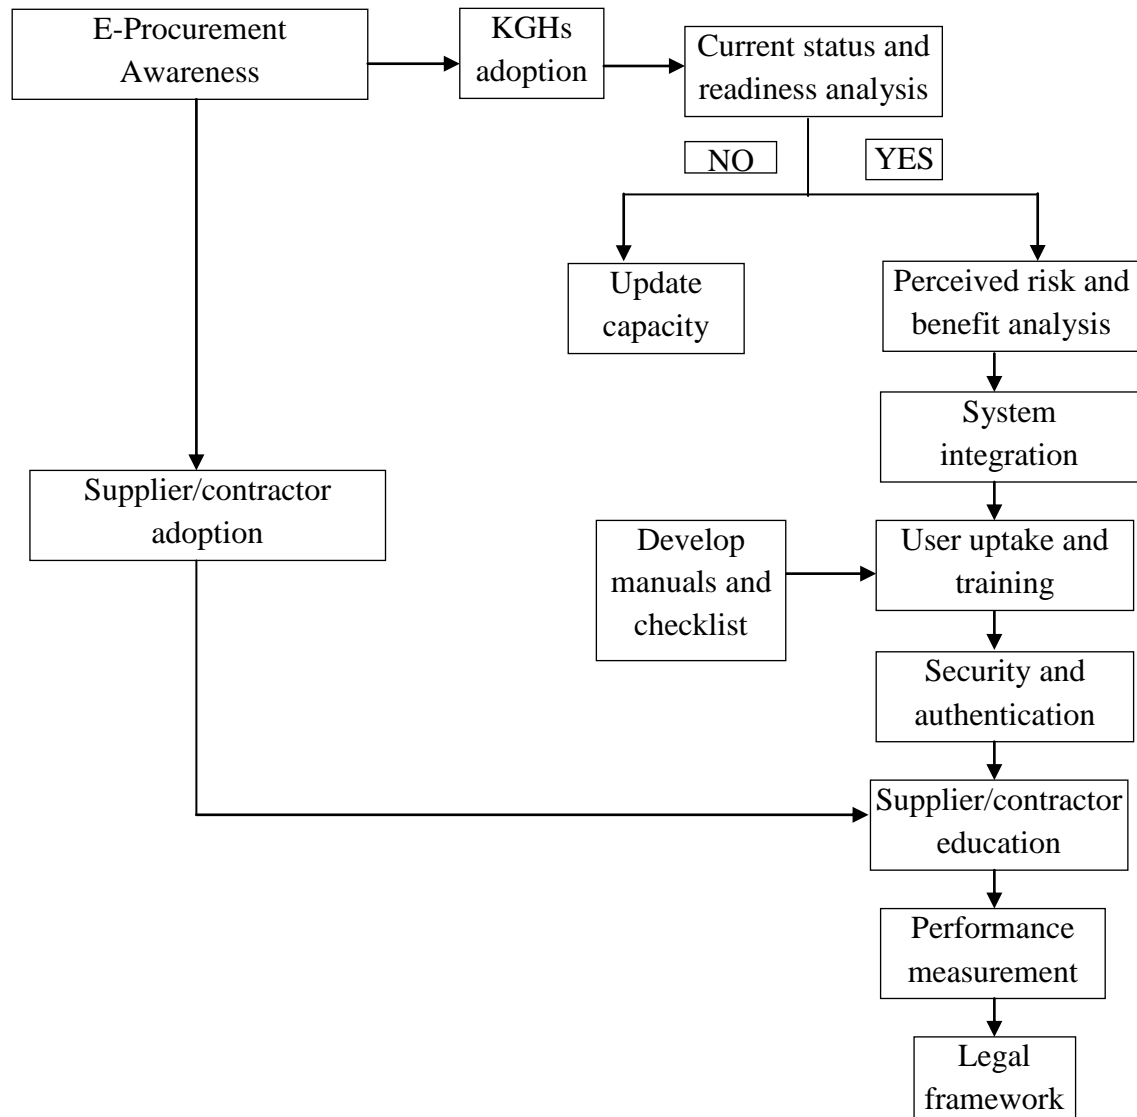 E-Procurement
Awareness
KGHs
adoption
Current status and
readiness analysis
NO
YES
Update
capacity
Perceived risk and
benefit analysis
System
integration
Supplier/contractor
adoption
Develop
manuals and
checklist
User uptake and
training
Security and
authentication
Supplier/contractor
education
Performance
measurement
Legal
framework